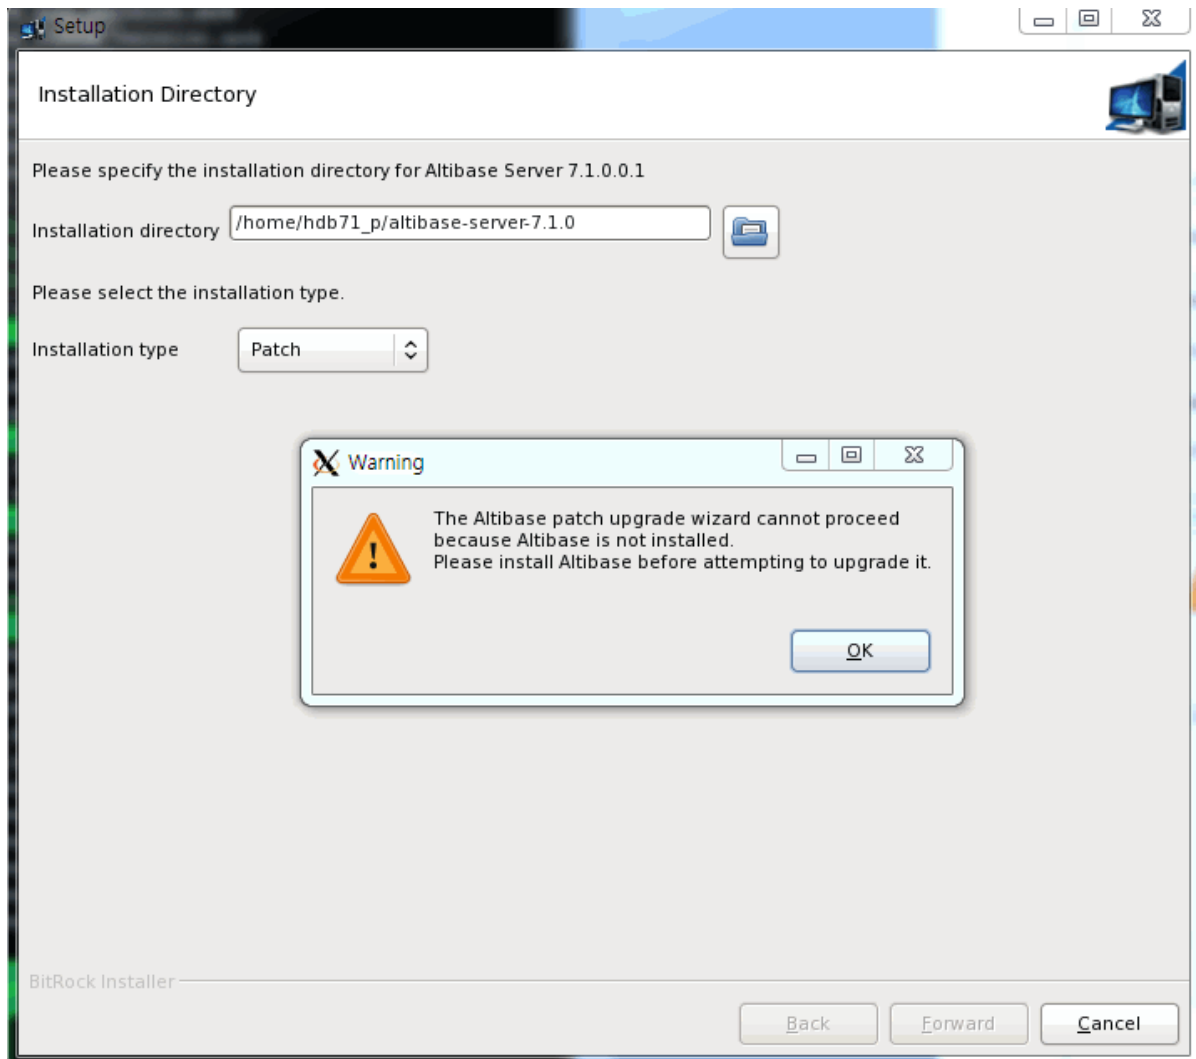 Setup
Installation Directory
Please specify the installation directory for Altibase Server 7.1.0.0.1
Installation directory /home/hdb71_p/altibase-server-7.1.0
Please select the installation type.
Installation type Patch
Warning
The Altibase patch upgrade wizard cannot proceed
because Altibase is not installed.
Please install Altibase before attempting to upgrade it.
OK
BitRock Installer
Back Forward Cancel